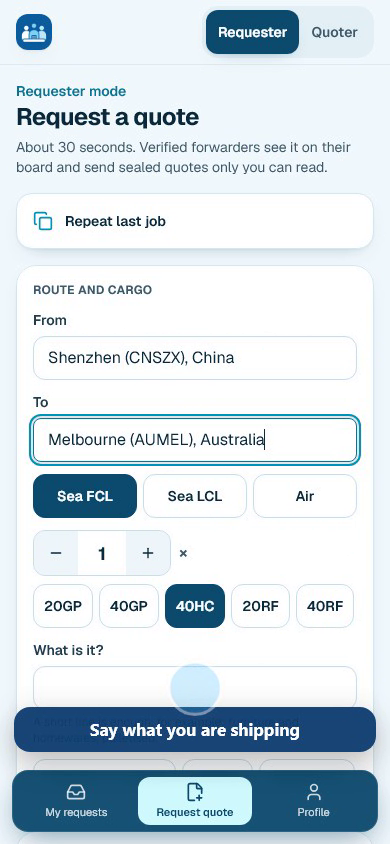 Requester
Quoter
Requester mode
Request a quote
About 30 seconds. Verified forwarders see it on their
board and send sealed quotes only you can read.
Repeat last job
ROUTE AND CARGO
From
Shenzhen (CNSZX), China
To
Melbourne (AUMEL), Australia
Sea FCL
Sea LCL
Air
− 1 + ×
20GP
40GP
40HC
20RF
40RF
What is it?
Say what you are shipping
My requests
Request quote
Profile